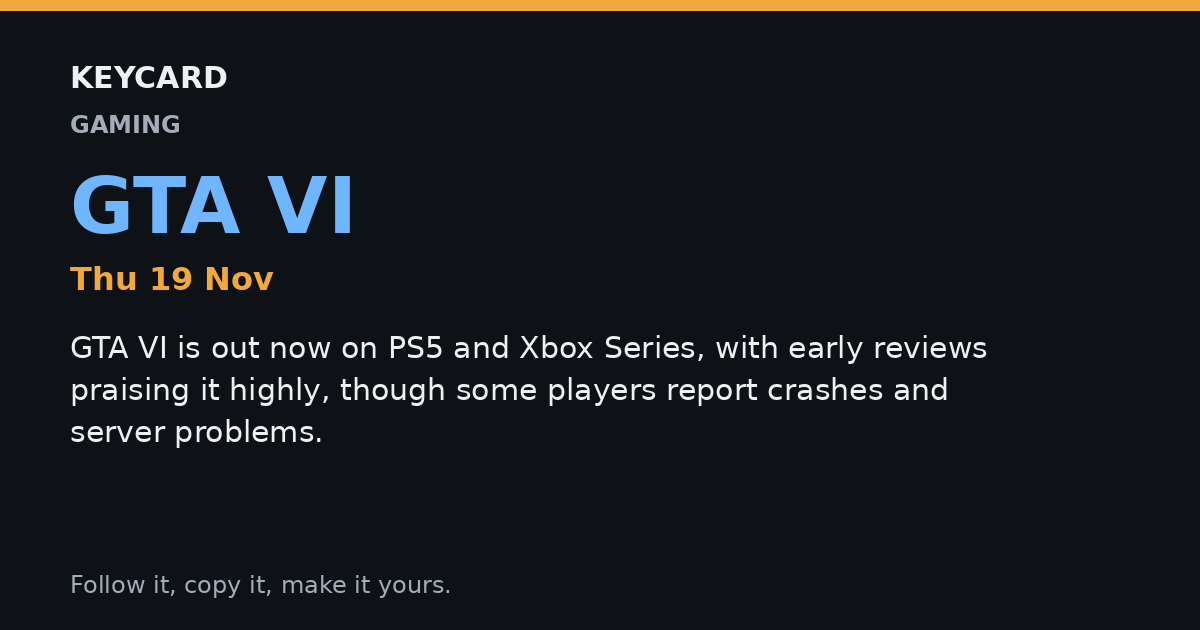 KEYCARD
GAMING
GTA VI
Thu 19 Nov
GTA VI is out now on PS5 and Xbox Series, with early reviews
praising it highly, though some players report crashes and
server problems.
Follow it, copy it, make it yours.